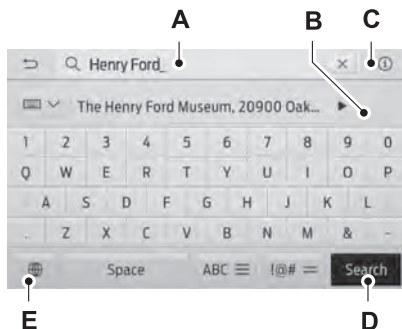 A
B
C
Henry Ford_
The Henry Ford Museum, 20900 Oak...
1 2 3 4 5 6 7 8 9 0
Q W E R T Y U I O P
A S D F G H J K L
. Z X C V B N M & -
Space ABC !@# Search
E
D